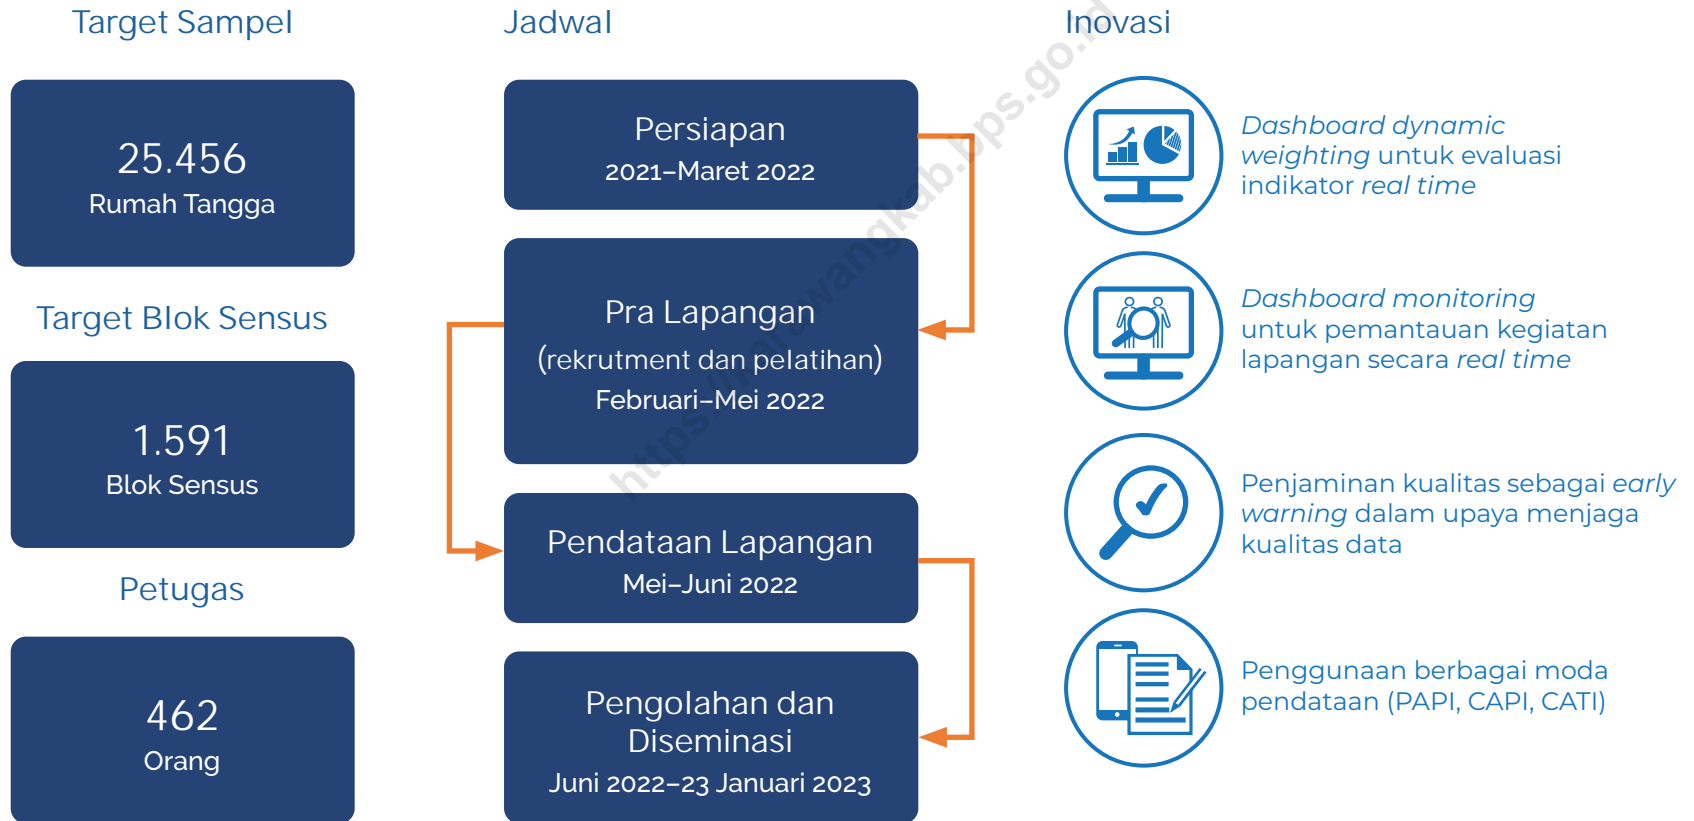 Target Sampel
25.456
Rumah Tangga
Target Blok Sensus
1.591
Blok Sensus
Petugas
462
Orang
Jadwal
Persiapan
2021–Maret 2022
Pra Lapangan
(rekrutment dan pelatihan)
Februari–Mei 2022
Pendataan Lapangan
Mei–Juni 2022
Pengolahan dan
Diseminasi
Juni 2022–23 Januari 2023
Inovasi
Dashboard dynamic
weighting untuk evaluasi
indikator real time
Dashboard monitoring
untuk pemantauan kegiatan
lapangan secara real time
Penjaminan kualitas sebagai early
warning dalam upaya menjaga
kualitas data
Penggunaan berbagai moda
pendataan (PAPI, CAPI, CATI)